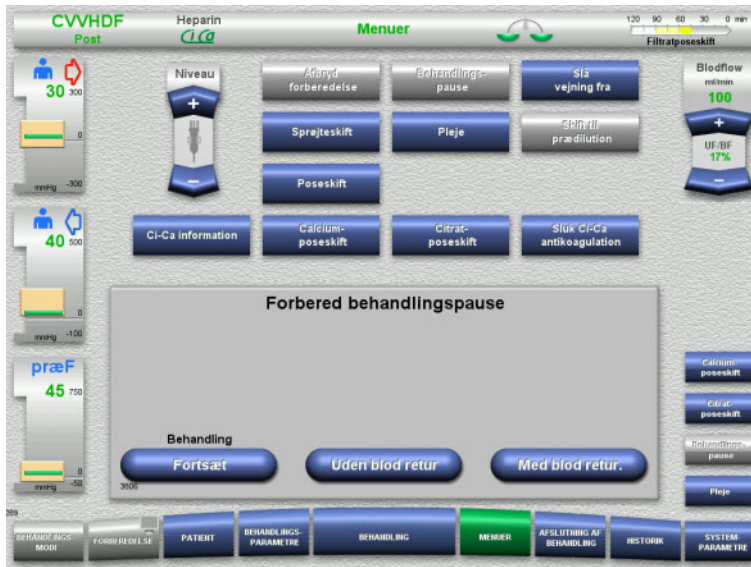 CVVHDF
Post
Heparin
Ci Ca
Menuer
120 90 60 30 0 min
Filtratposeskift
30
300
0
mmHg -300
40
500
0
mmHg -100
præF
45
750
0
mmHg -50
Niveau
+
–
Afbryd
forberedelse
Behandlings-
pause
Slå
vejning fra
Sprøjteskift
Pleje
Skift til
prædilution
Poseskift
Ci-Ca information
Calcium-
poseskift
Citrat-
poseskift
Sluk Ci-Ca
antikoagulation
Blodflow
ml/min
100
+
UF/BF
17%
–
Forbered behandlingspause
Behandling
Fortsæt
Uden blod retur
Med blod retur.
3606
Calcium-
poseskift
Citrat-
poseskift
Behandlings-
pause
Pleje
289
BEHANDLINGS-
MODI
FORBEREDELSE
PATIENT
BEHANDLINGS-
PARAMETRE
BEHANDLING
MENUER
AFSLUTNING AF
BEHANDLING
HISTORIK
SYSTEM-
PARAMETRE